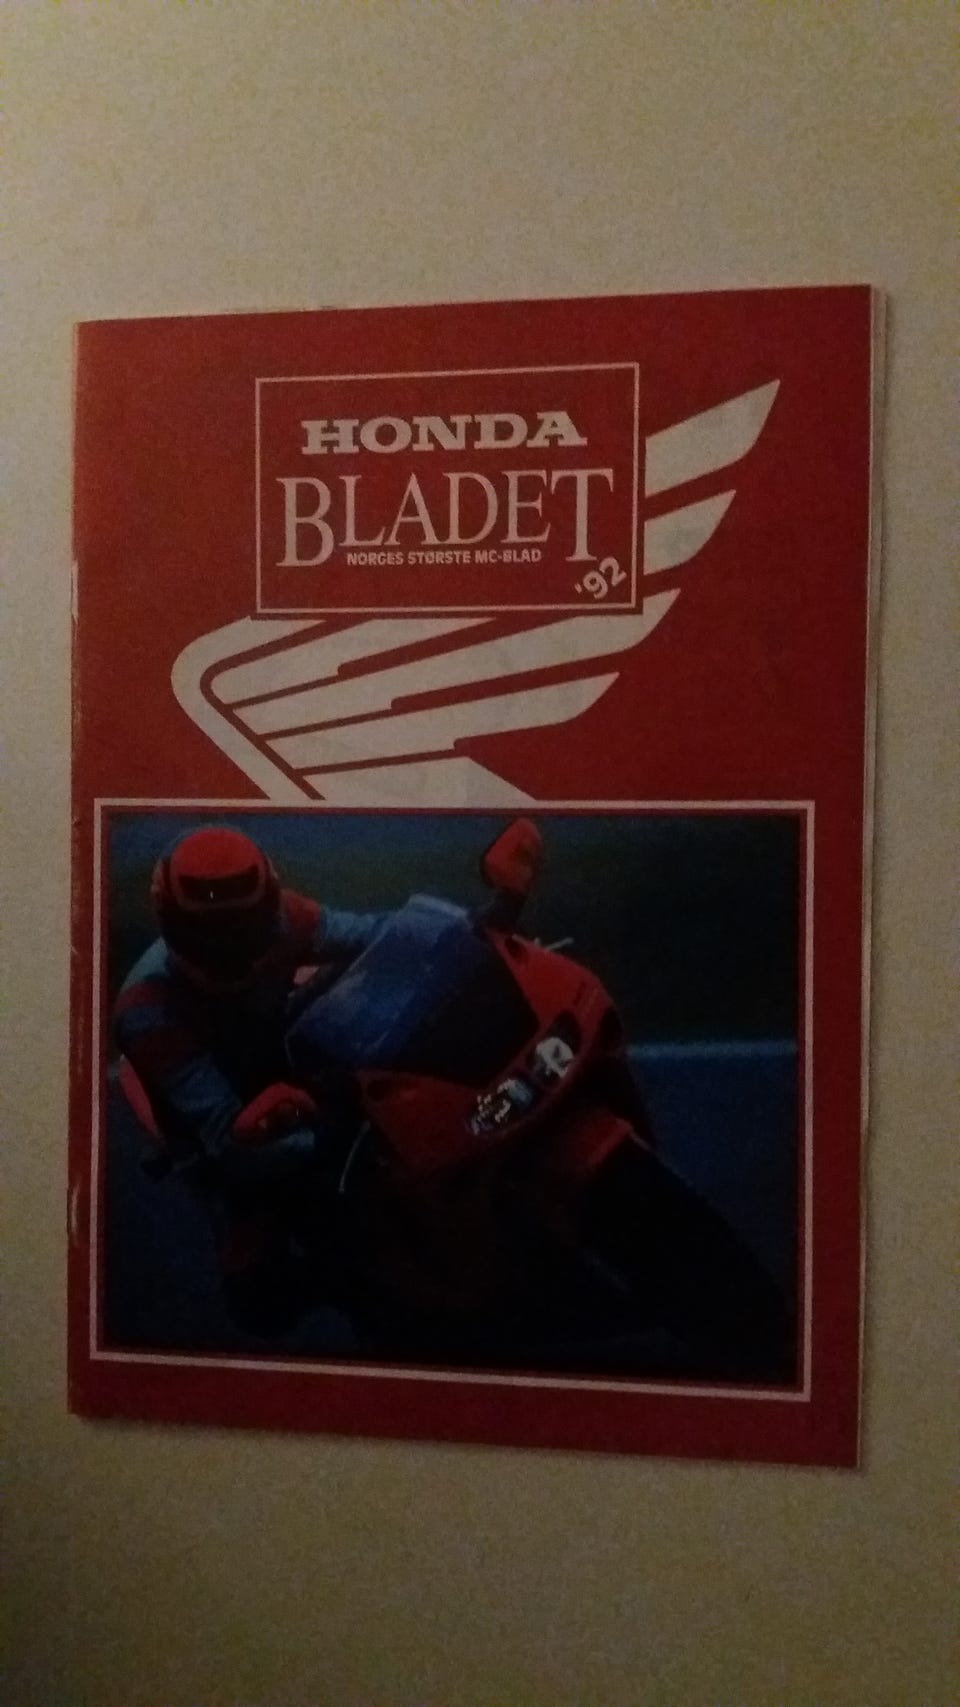 HONDA
BLADET
NORGES STØRSTE MC-BLAD
'92